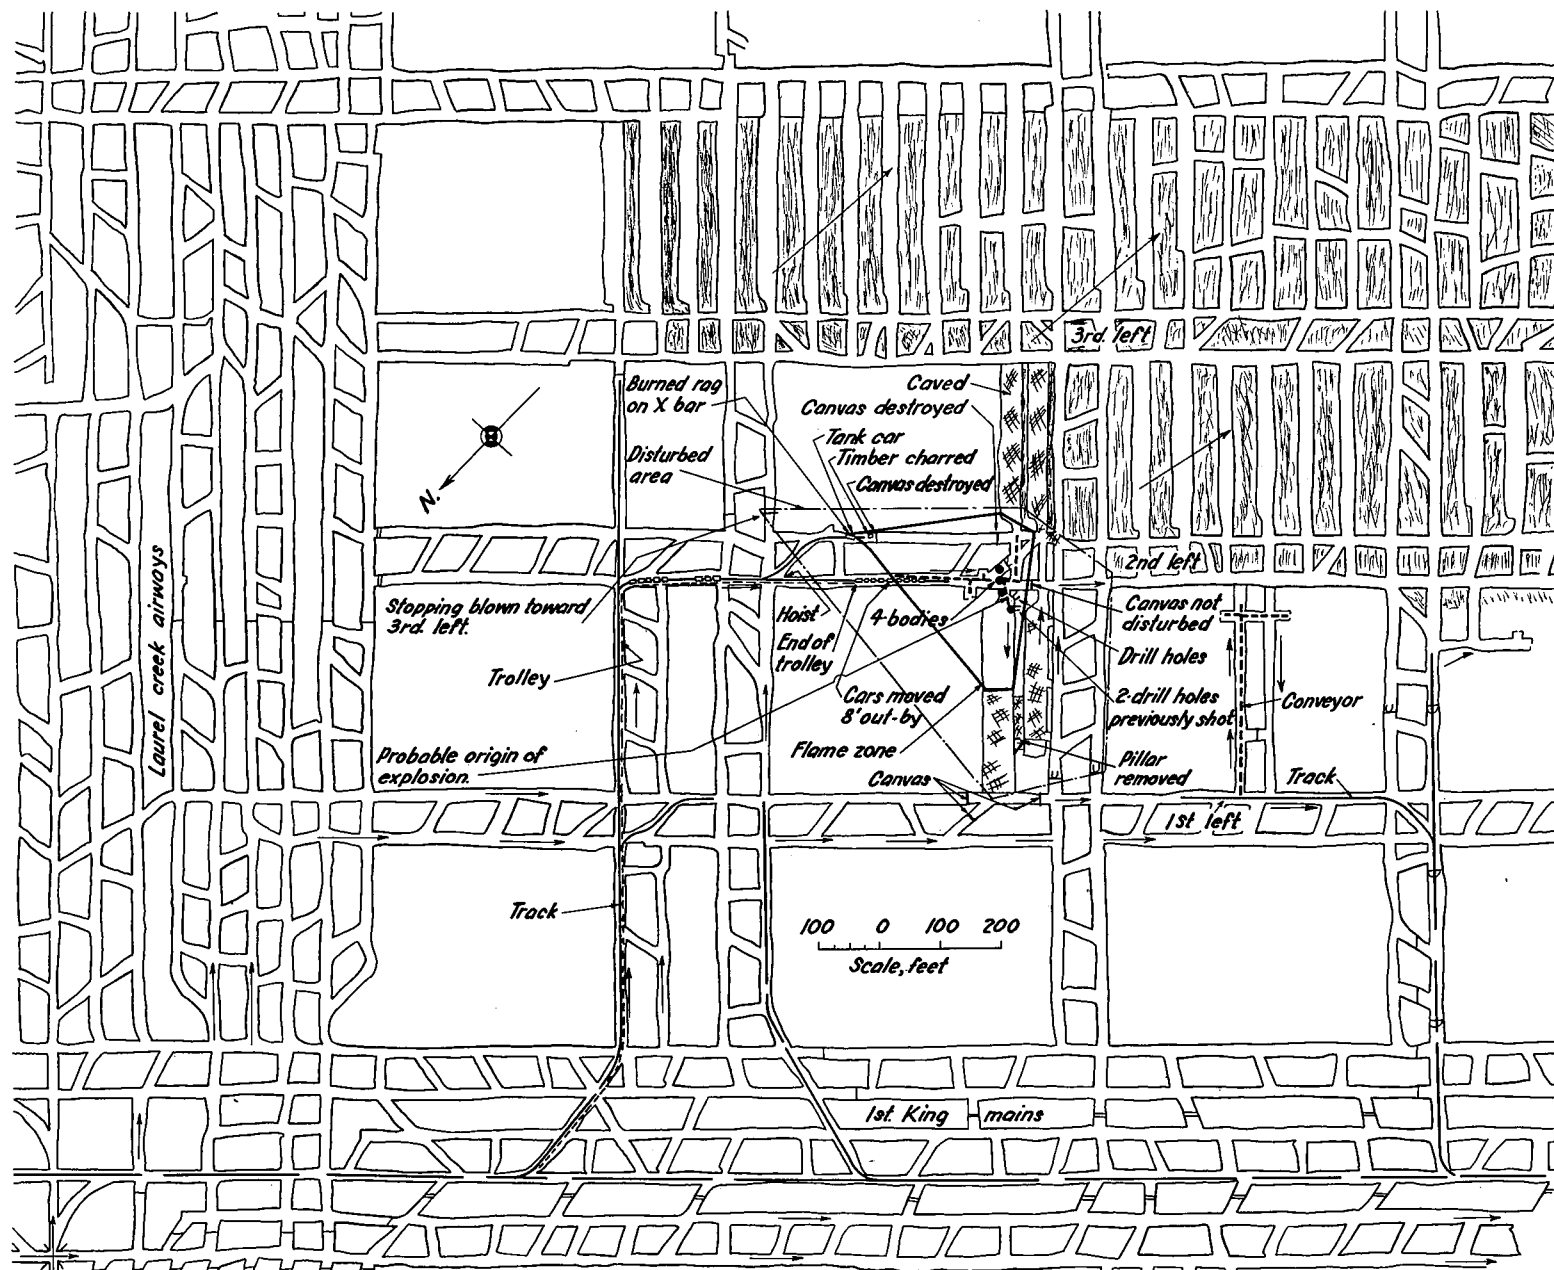 3rd. left
Burned rag
on X bar
Caved
Canvas destroyed
Tank car
Timber charred
Canvas destroyed
Disturbed
area
N.
2nd left
Stopping blown toward
3rd. left.
Hoist
4-bodies
Canvas not
disturbed
End of
trolley
Drill holes
Trolley
Cars moved
8' out-by
2-drill holes
previously shot
Conveyor
Laurel creek airways
Probable origin of
explosion.
Flame zone
Canvas
Pillar
removed
Track
1st left
Track
100 0 100 200
Scale, feet
1st. King mains